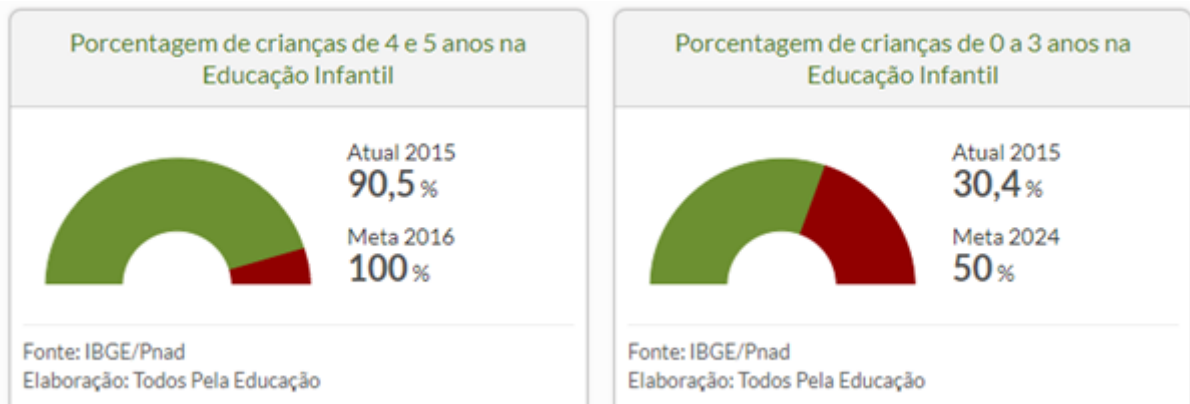 Porcentagem de crianças de 4 e 5 anos na
Educação Infantil
Atual 2015
90,5 %
Meta 2016
100 %
Fonte: IBGE/Pnad
Elaboração: Todos Pela Educação
Porcentagem de crianças de 0 a 3 anos na
Educação Infantil
Atual 2015
30,4 %
Meta 2024
50 %
Fonte: IBGE/Pnad
Elaboração: Todos Pela Educação